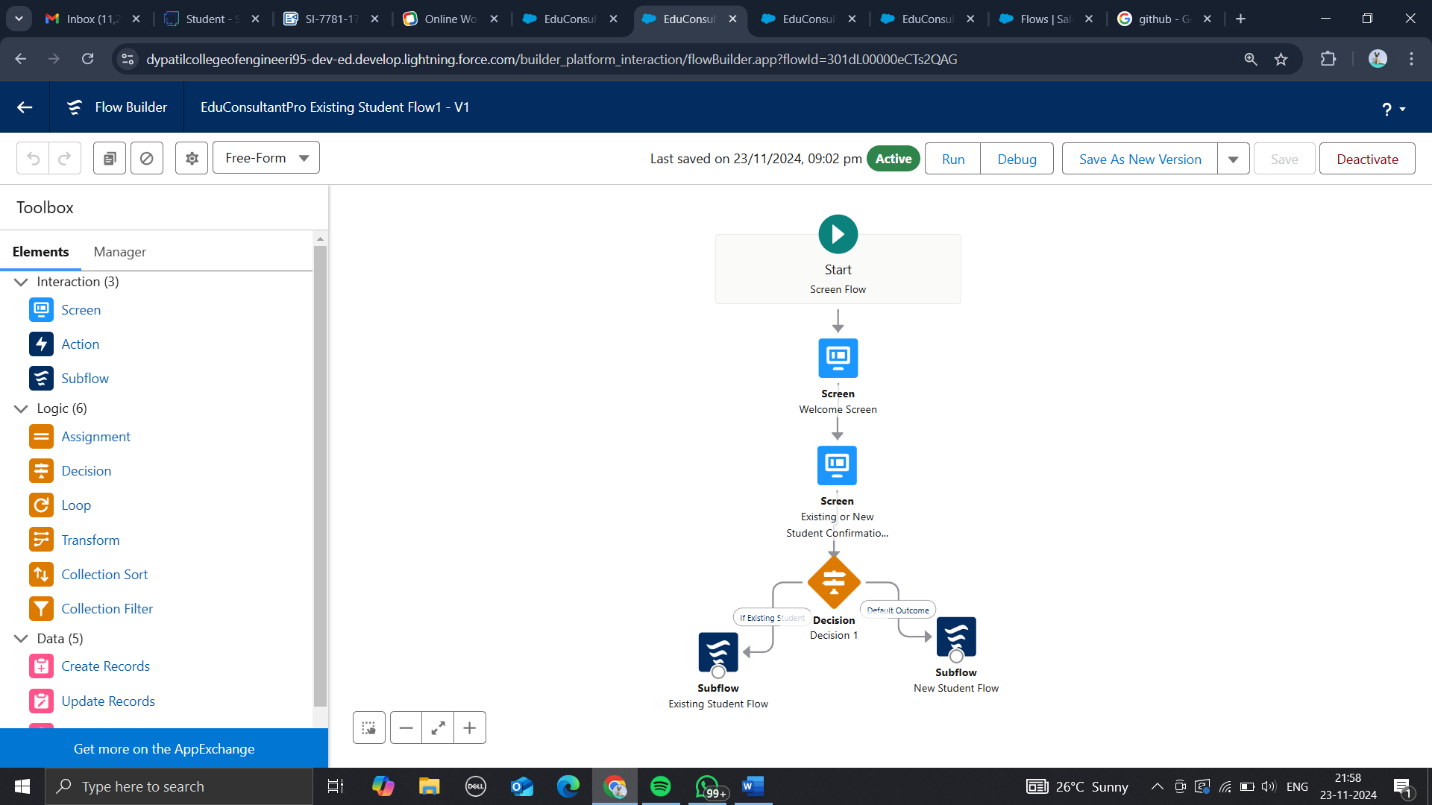 Inbox (11,2
Student - S
SI-7781-17
Online Wo
EduConsul
EduConsul
EduConsul
EduConsul
Flows | Sal
github - G
dypatilcollegeofengineeri95-dev-ed.develop.lightning.force.com/builder_platform_interaction/flowBuilder.app?flowId=301dL00000eCTs2QAG
Flow Builder
EduConsultantPro Existing Student Flow1 - V1
?
Free-Form
Last saved on 23/11/2024, 09:02 pm
Active
Run
Debug
Save As New Version
Save
Deactivate
Toolbox
Elements
Manager
Interaction (3)
Screen
Action
Subflow
Logic (6)
Assignment
Decision
Loop
Transform
Collection Sort
Collection Filter
Data (5)
Create Records
Update Records
Get more on the AppExchange
Start
Screen Flow
Screen
Welcome Screen
Screen
Existing or New
Student Confirmatio...
If Existing Student
Default Outcome
Decision
Decision 1
Subflow
Existing Student Flow
Subflow
New Student Flow
Type here to search
DELL
99+
26°C Sunny
ENG
21:58
23-11-2024
1